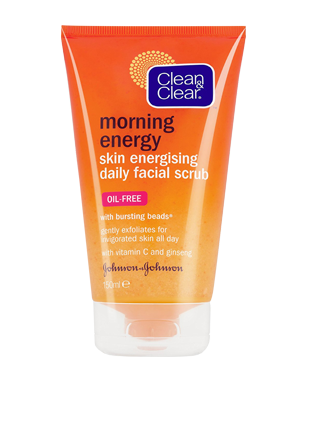 Clean &
Clear®
morning
energy
skin energising
daily facial scrub
OIL-FREE
with bursting beads®
gently exfoliates for
invigorated skin all day
with vitamin C and ginseng
Johnson & Johnson
150ml e